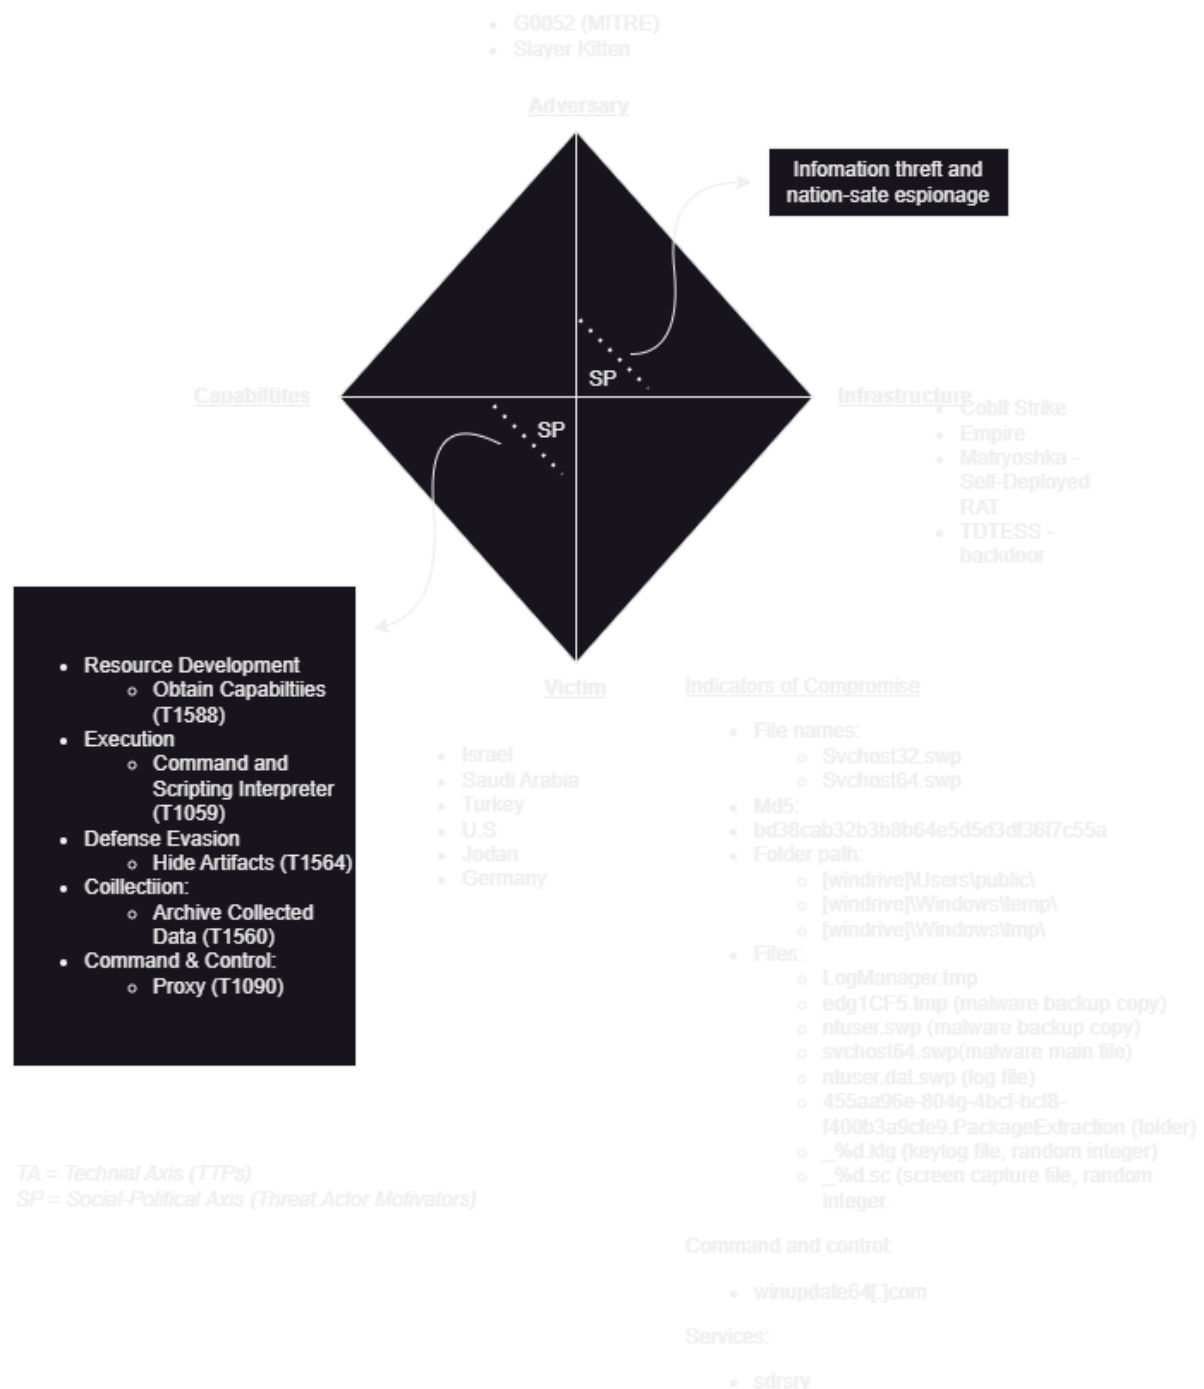 G0052 (MITRE)
Slayer Kitten
Adversary
Infomation threft and
nation-sate espionage
SP
Capabiltites
Infrastructure
SP
Cobll Strike
Empire
Matryoshka -
Self-Deployed
RAT
TDTESS -
backdoor
Resource Development
Obtain Capabiltiies
(T1588)
Execution
Command and
Scripting Interpreter
(T1059)
Defense Evasion
Hide Artifacts (T1564)
Coillectiion:
Archive Collected
Data (T1560)
Command & Control:
Proxy (T1090)
Victim
Israel
Saudi Arabia
Turkey
U.S
Jodan
Germany
Indicators of Compromise
File names:
Svchost32.swp
Svchost64.swp
Md5:
bd38cab32b3b8b64e5d5d3df36f7c55a
Folder path:
[windrive]\Users\public\
[windrive]\Windows\temp\
[windrive]\Windows\tmp\
Files:
LogManager.tmp
edg1CF5.tmp (malware backup copy)
ntuser.swp (malware backup copy)
svchost64.swp(malware main file)
ntuser.dat.swp (log file)
455aa96e-804g-4bcf-bcf8-
f400b3a9cfe9.PackageExtraction (folder)
_%d.klg (keylog file, random integer)
_%d.sc (screen capture file, random
integer.
TA = Technial Axis (TTPs)
SP = Social-Political Axis (Threat Actor Motivators)
Command and control:
winupdate64[.]com
Services:
sdrsrv